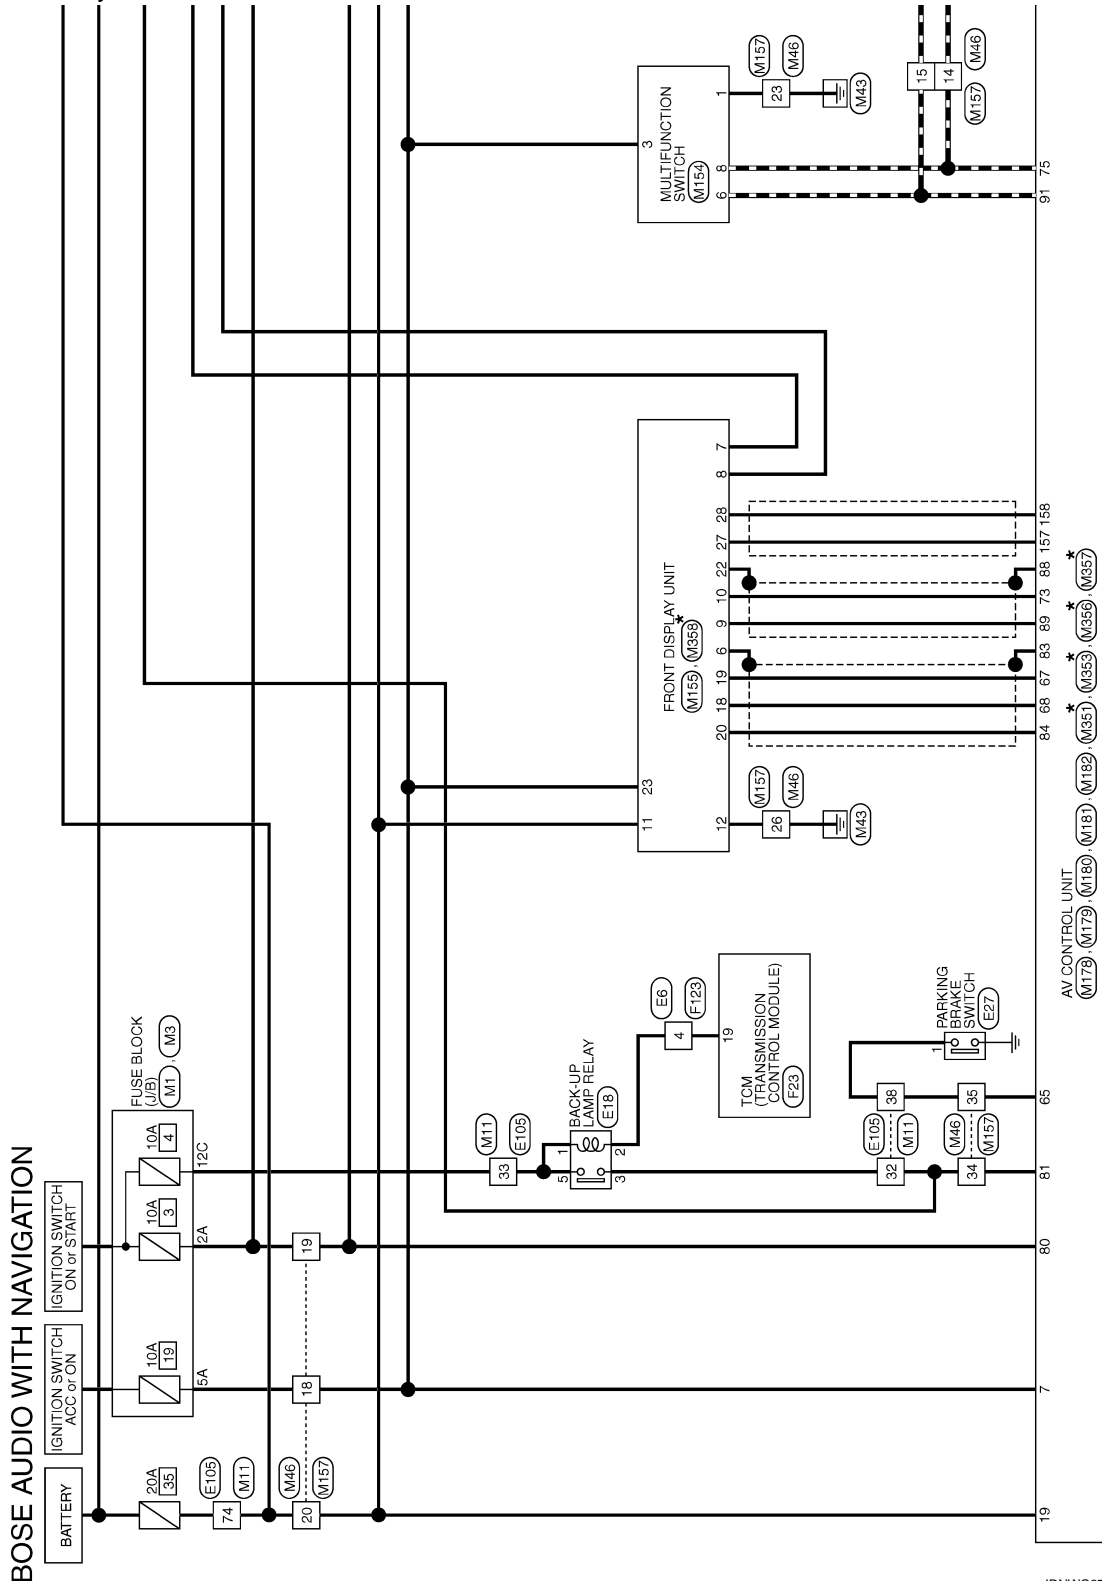 BOSE AUDIO WITH NAVIGATION
BATTERY
IGNITION SWITCH
ACC or ON
IGNITION SWITCH
ON or START
20A
35
10A
19
10A
3
10A
4
FUSE BLOCK
(J/B)
M1 , M3
5A
2A
12C
E105
74
M11
M46
20
M157
18
19
M11
33
E105
BACK-UP
LAMP RELAY
E18
5
1
3
2
E6
4
F123
19
TCM
(TRANSMISSION
CONTROL MODULE)
F23
E105
32
38
M11
M46
34
35
M157
PARKING
BRAKE
SWITCH
E27
1
FRONT DISPLAY UNIT
M155 , M358 *
11
23
12
20
18
19
6
9
10
22
27
28
8
7
M157
26
M46
M43
MULTIFUNCTION
SWITCH
M154
3
6
8
1
M157
23
M46
M43
15
14
M46
M157
19
7
80
81
65
84
68
67
83
89
73
88
157
158
91
75
AV CONTROL UNIT
M178 , M179 , M180 , M181 , M182 , M351 * , M353 * , M356 * , M357 *